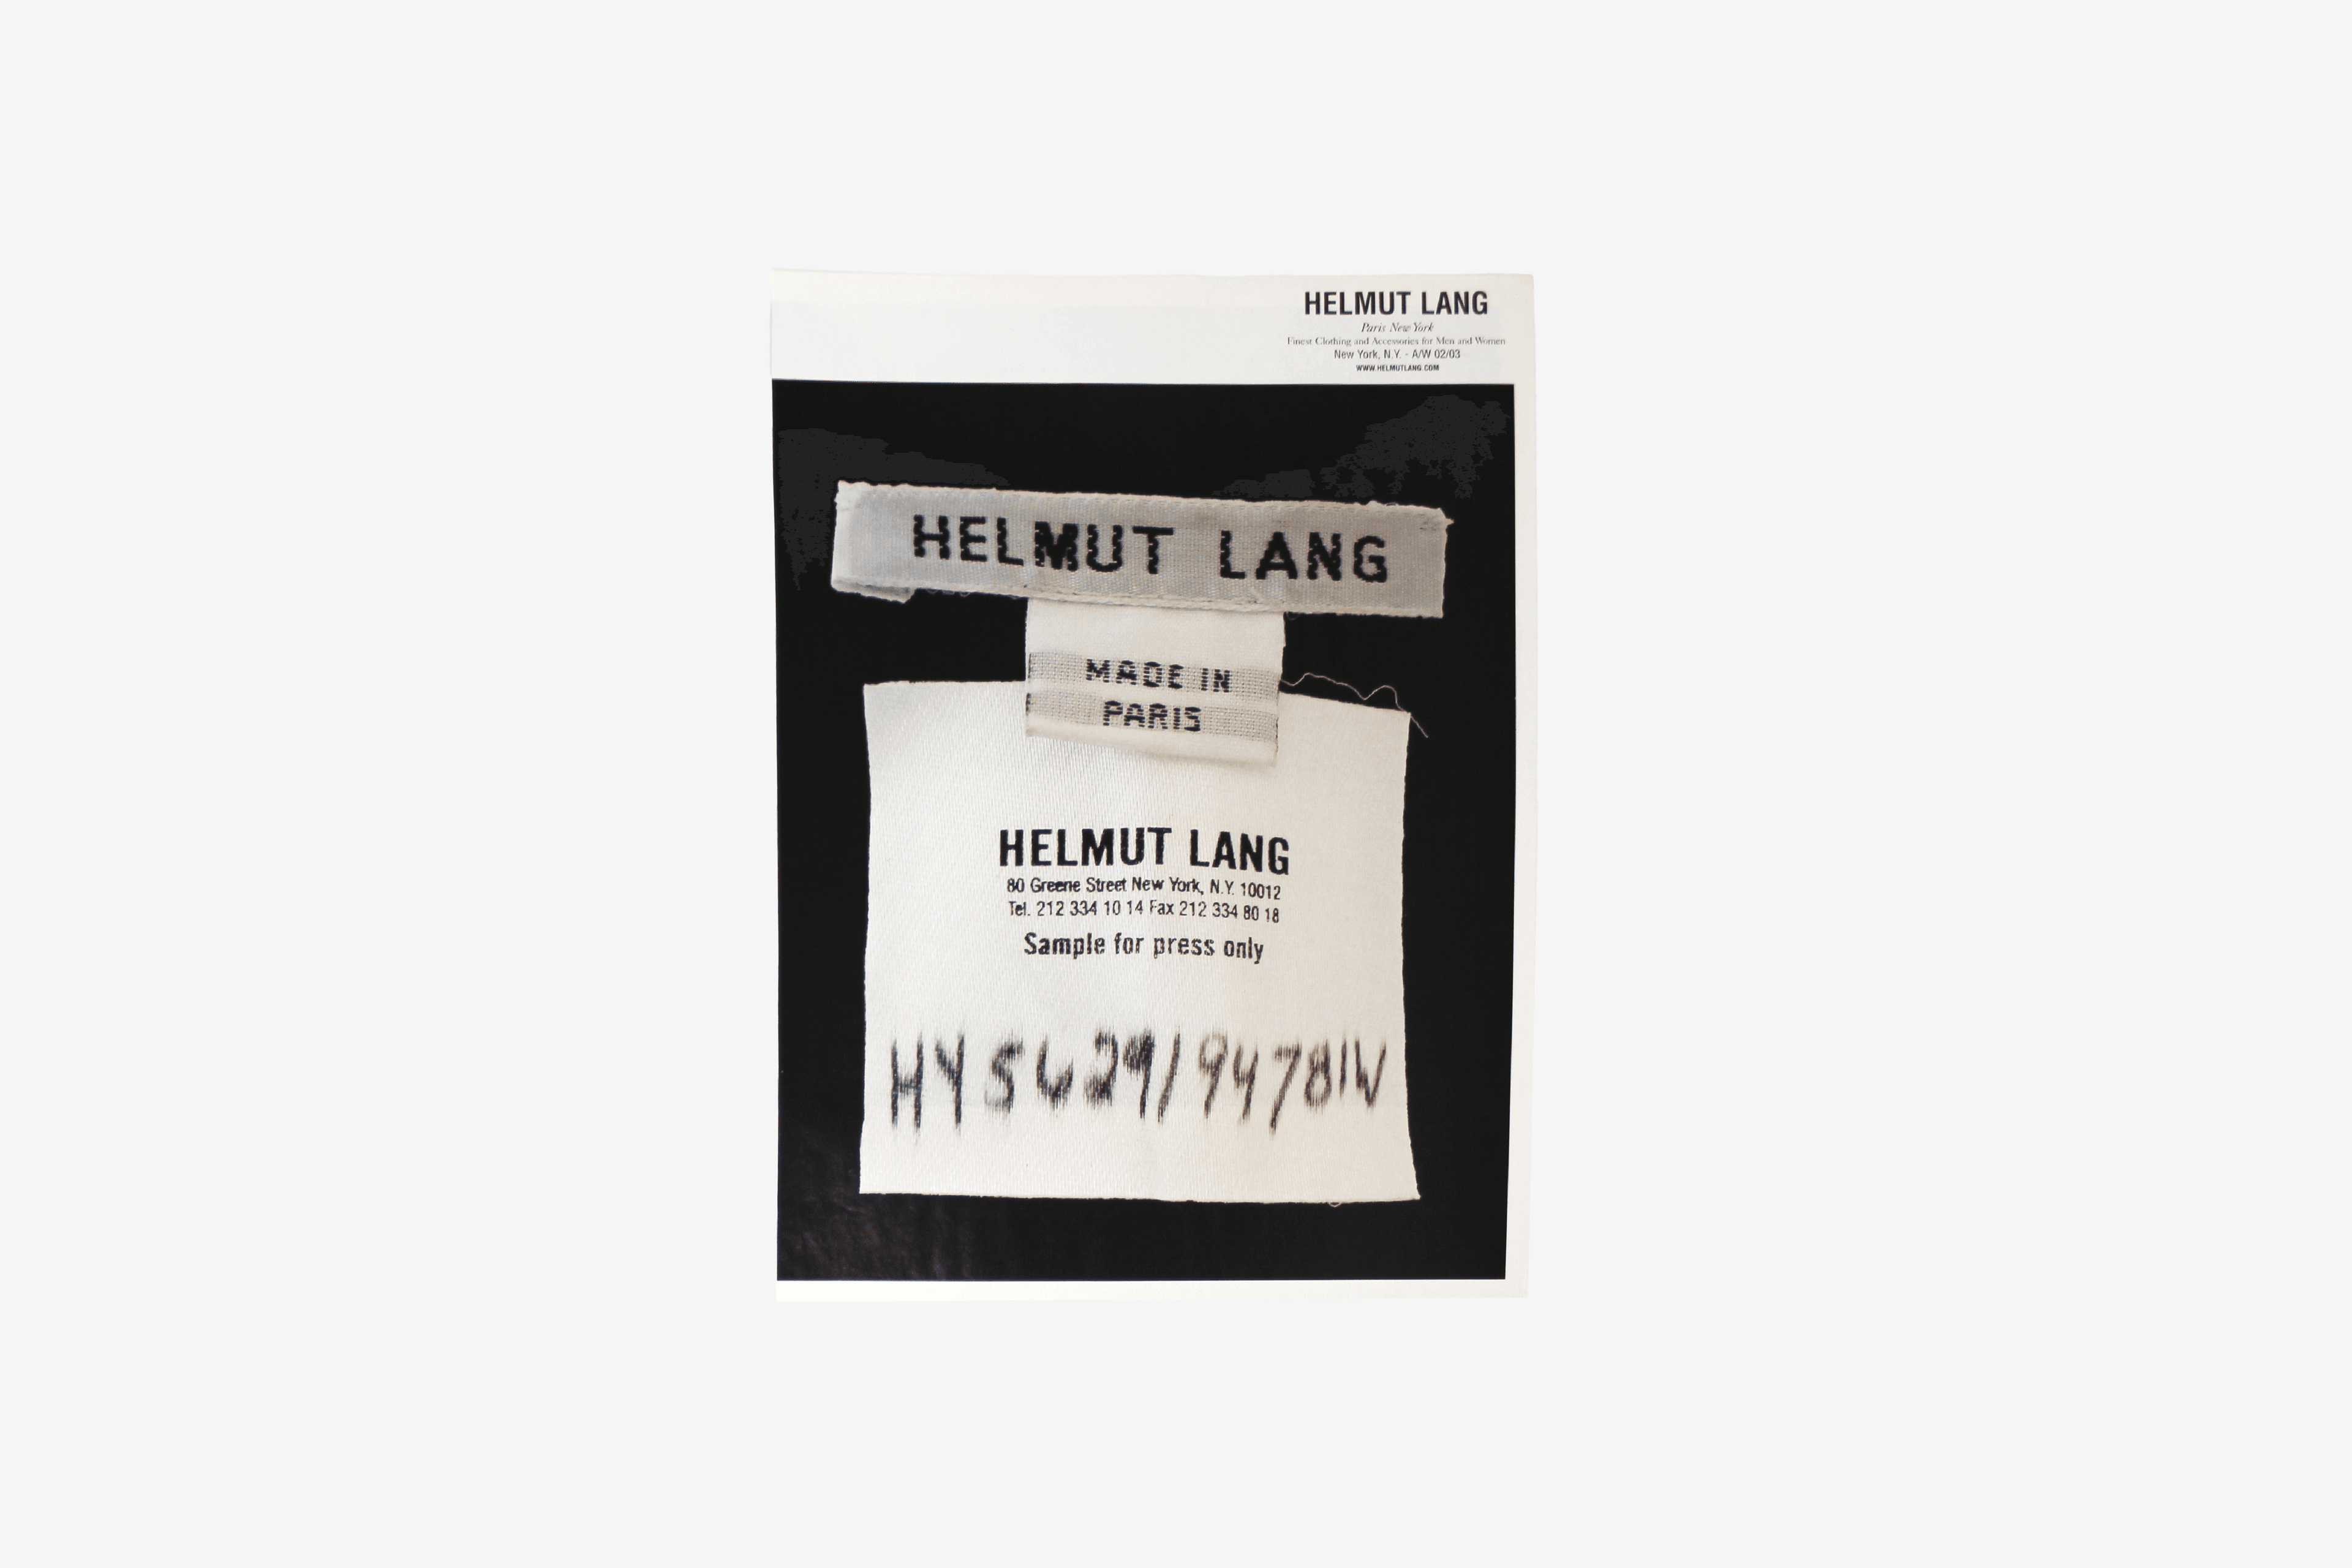 HELMUT LANG
Paris New York
Finest Clothing and Accessories for Men and Women
New York, N.Y. - A/W 02/03
WWW.HELMUTLANG.COM
HELMUT LANG
MADE IN
PARIS
HELMUT LANG
80 Greene Street New York, N.Y. 10012
Tel. 212 334 10 14 Fax 212 334 80 18
Sample for press only
HY5629/94781W